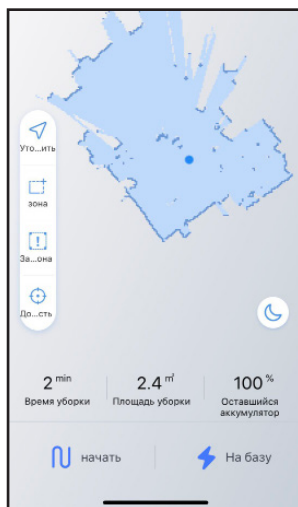 Уто...ить
зона
За...она
До...сть
2 min
2.4 ㎡
100 %
Время уборки
Площадь уборки
Оставшийся
аккумулятор
начать
На базу